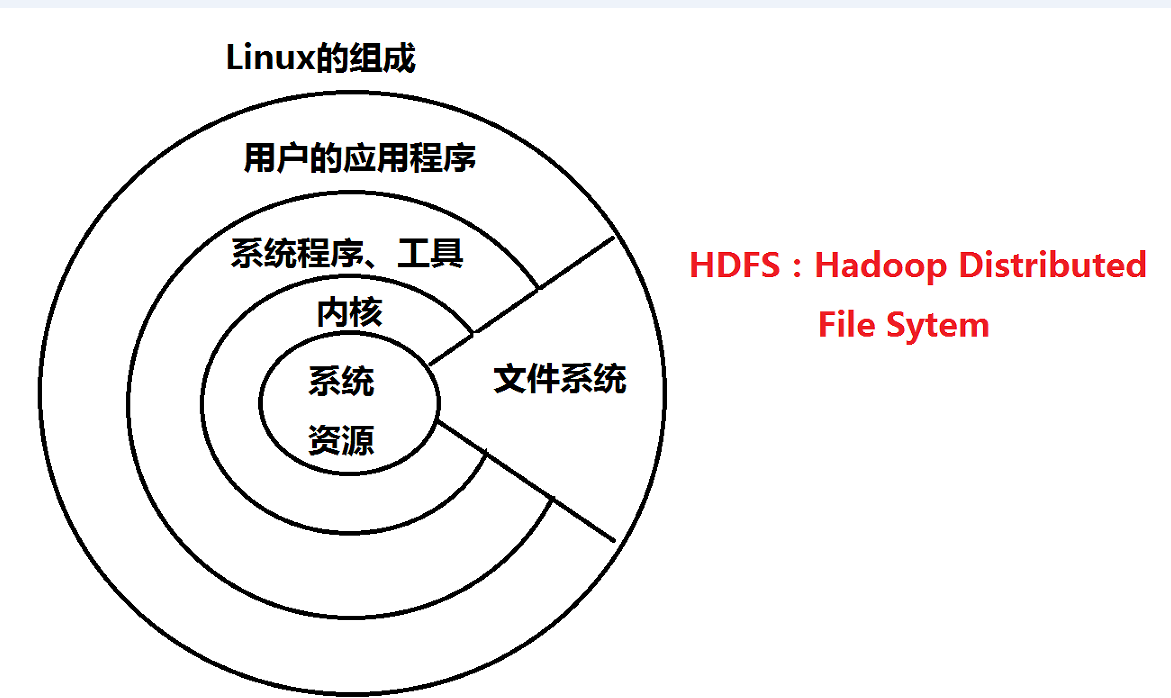 Linux的组成
用户的应用程序
系统程序、工具
内核
系统
资源
文件系统
HDFS：Hadoop Distributed
File Sytem